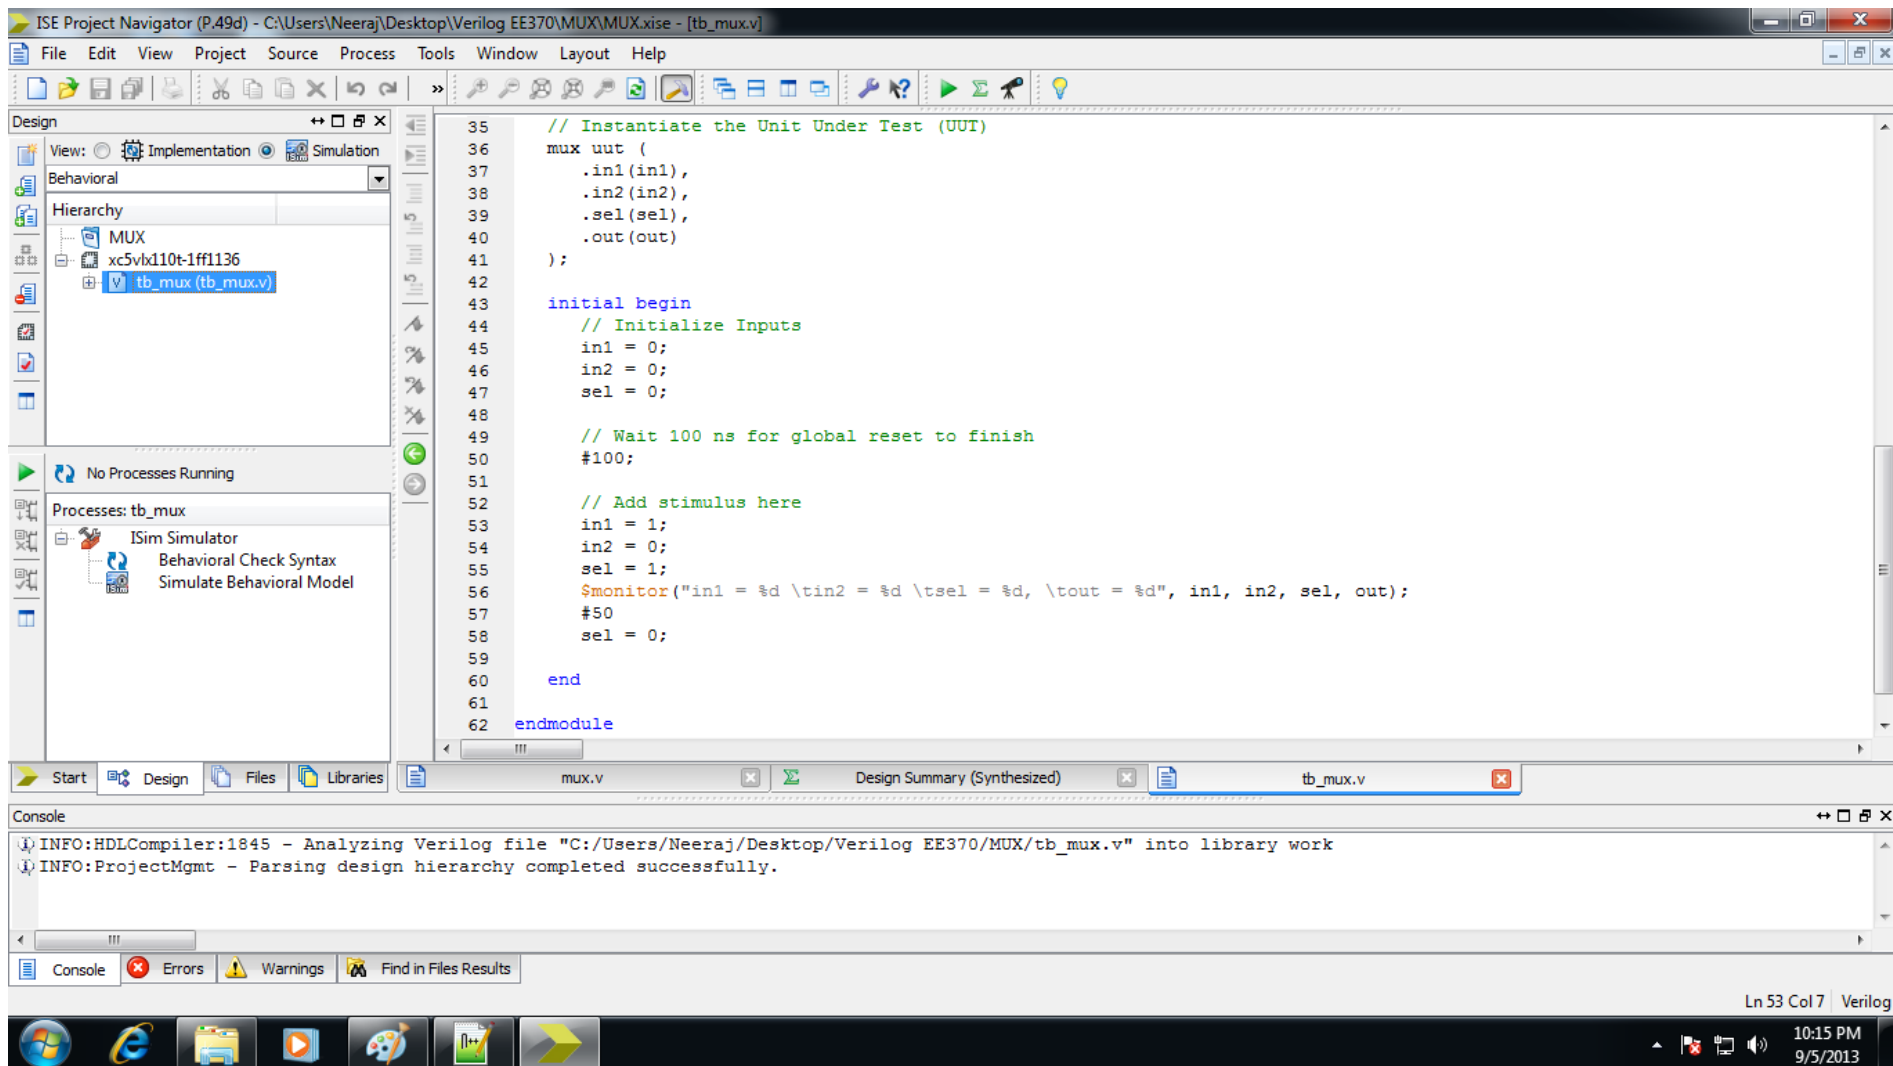 ISE Project Navigator (P.49d) - C:\Users\Neeraj\Desktop\Verilog EE370\MUX\MUX.xise - [tb_mux.v]
File Edit View Project Source Process Tools Window Layout Help
Design
View: Implementation Simulation
Behavioral
Hierarchy
MUX
xc5vlx110t-1ff1136
tb_mux (tb_mux.v)
No Processes Running
Processes: tb_mux
ISim Simulator
Behavioral Check Syntax
Simulate Behavioral Model
Start Design Files Libraries
35 // Instantiate the Unit Under Test (UUT)
36 mux uut (
37 .in1(in1),
38 .in2(in2),
39 .sel(sel),
40 .out(out)
41 );
42
43 initial begin
44 // Initialize Inputs
45 in1 = 0;
46 in2 = 0;
47 sel = 0;
48
49 // Wait 100 ns for global reset to finish
50 #100;
51
52 // Add stimulus here
53 in1 = 1;
54 in2 = 0;
55 sel = 1;
56 $monitor("in1 = %d \tin2 = %d \tsel = %d, \tout = %d", in1, in2, sel, out);
57 #50
58 sel = 0;
59
60 end
61
62 endmodule
mux.v Design Summary (Synthesized) tb_mux.v
Console
INFO:HDLCompiler:1845 - Analyzing Verilog file "C:/Users/Neeraj/Desktop/Verilog EE370/MUX/tb_mux.v" into library work
INFO:ProjectMgmt - Parsing design hierarchy completed successfully.
Console Errors Warnings Find in Files Results
Ln 53 Col 7 Verilog
10:15 PM
9/5/2013